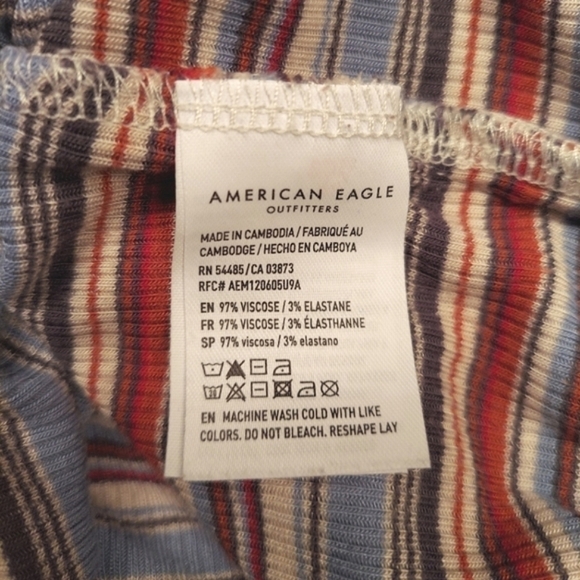 AMERICAN EAGLE
OUTFITTERS
MADE IN CAMBODIA / FABRIQUÉ AU
CAMBODGE / HECHO EN CAMBOYA
RN 54485 / CA 03873
RFC# AEM120605U9A
EN 97% VISCOSE / 3% ELASTANE
FR 97% VISCOSE / 3% ÉLASTHANNE
SP 97% viscosa / 3% elastano
EN MACHINE WASH COLD WITH LIKE
COLORS. DO NOT BLEACH. RESHAPE LAY